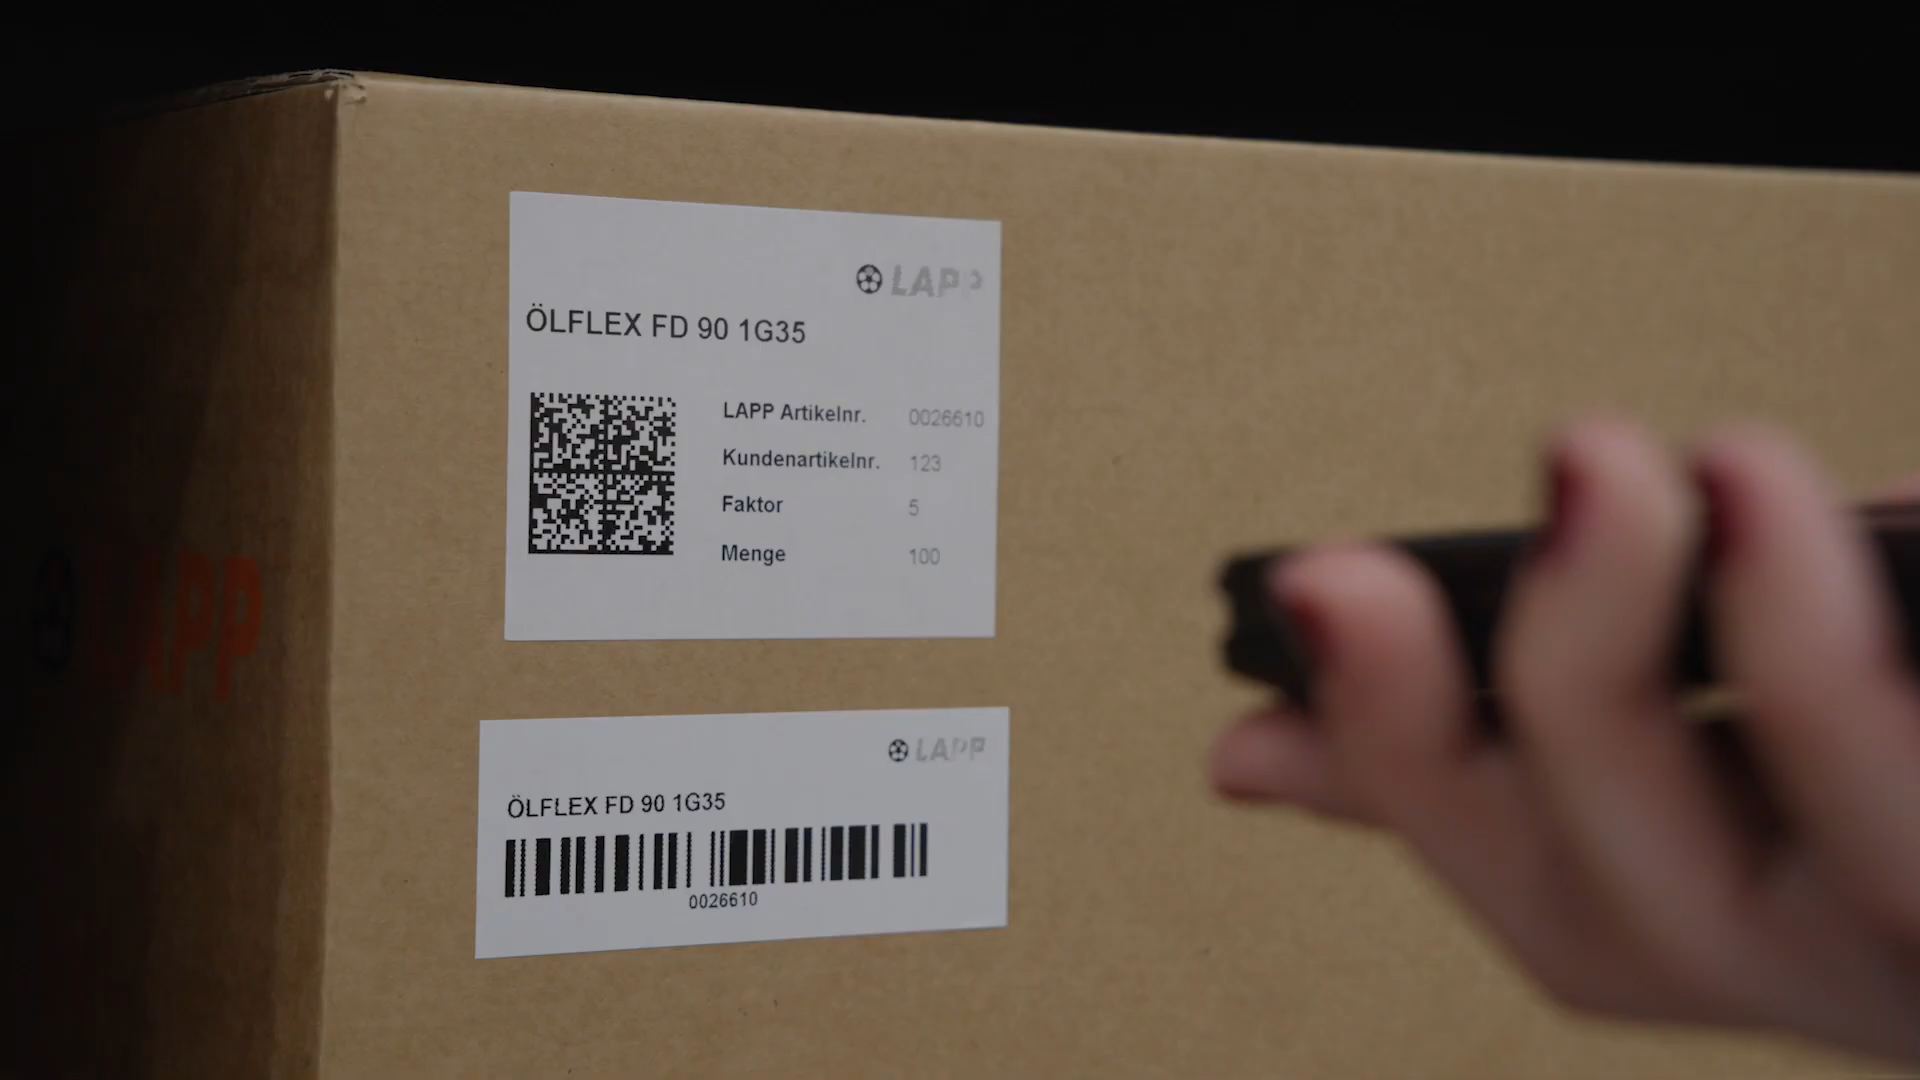 LAPP
ÖLFLEX FD 90 1G35
LAPP Artikelnr. 0026610
Kundenartikelnr. 123
Faktor 5
Menge 100
LAPP
LAPP
ÖLFLEX FD 90 1G35
0026610